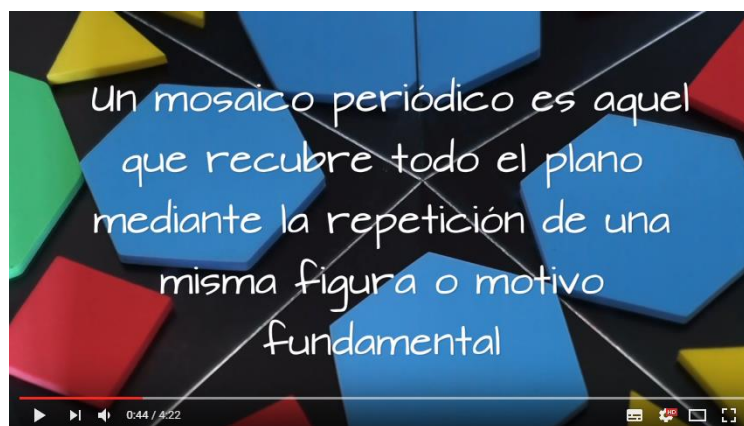 Un mosaico periódico es aquel
que recubre todo el plano
mediante la repetición de una
misma figura o motivo
fundamental
0:44 / 4:22
HD